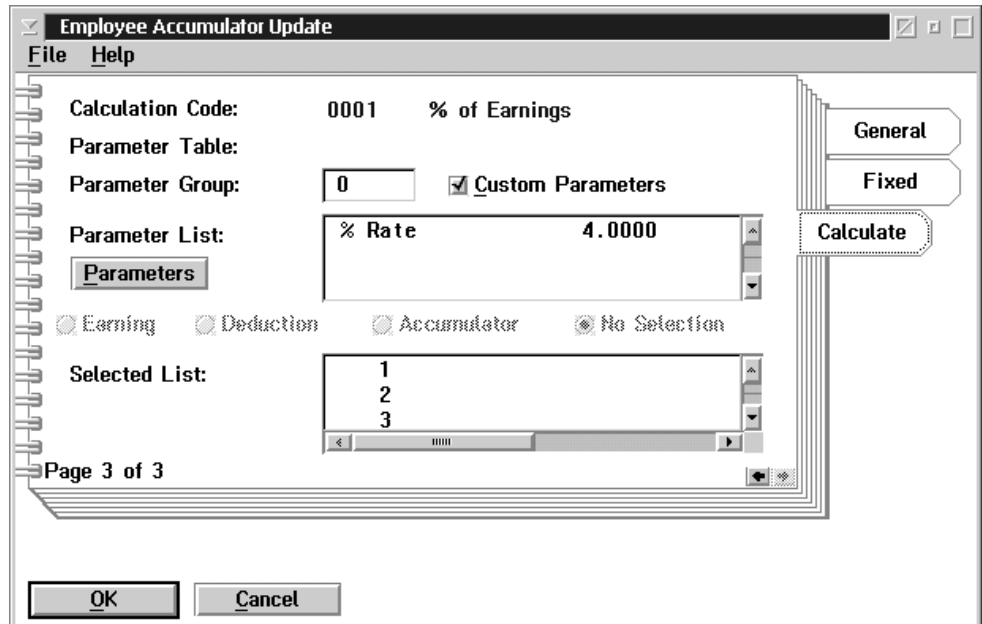 Employee Accumulator Update
File Help
Calculation Code: 0001 % of Earnings
Parameter Table:
Parameter Group: 0 Custom Parameters
Parameter List: % Rate 4.0000
Parameters
Earning Deduction Accumulator No Selection
Selected List: 1
2
3
Page 3 of 3
General
Fixed
Calculate
OK Cancel